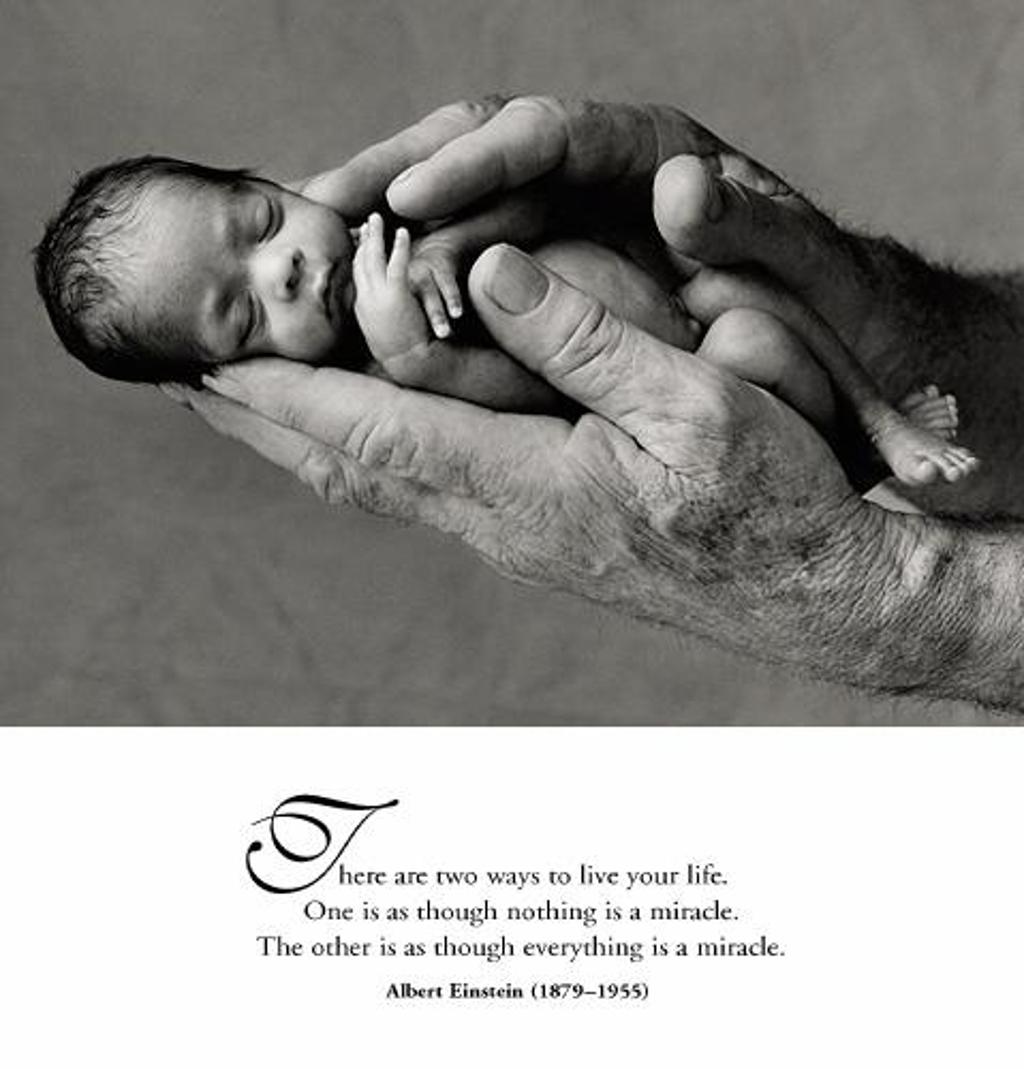 There are two ways to live your life.
One is as though nothing is a miracle.
The other is as though everything is a miracle.
Albert Einstein (1879–1955)